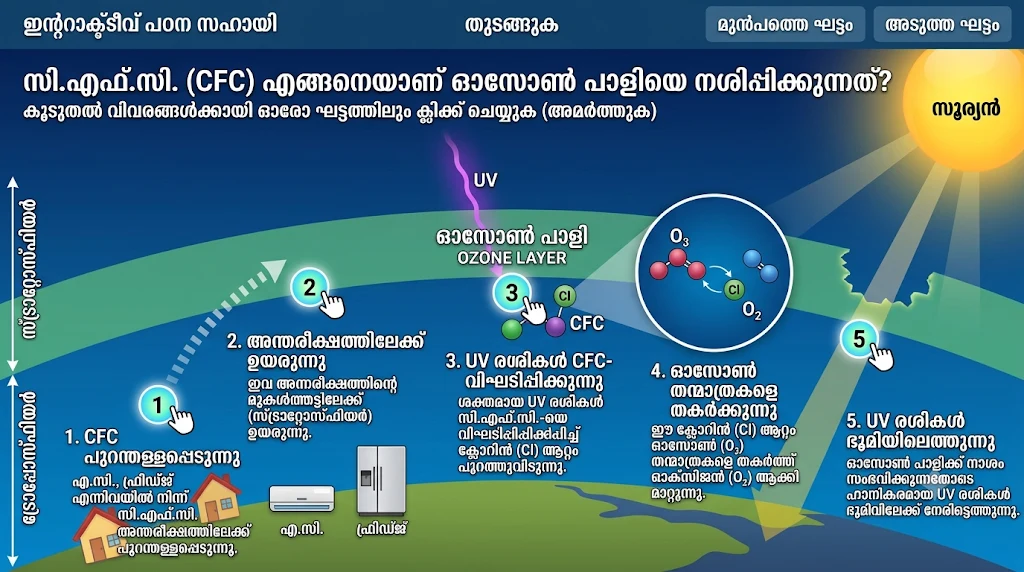 ഇന്ററാക്ടീവ് പഠന സഹായി
തുടങ്ങുക
മുൻപത്തെ ഘട്ടം
അടുത്ത ഘട്ടം
സി.എഫ്.സി. (CFC) എങ്ങനെയാണ് ഓസോൺ പാളിയെ നശിപ്പിക്കുന്നത്?
കൂടുതൽ വിവരങ്ങൾക്കായി ഓരോ ഘട്ടത്തിലും ക്ലിക്ക് ചെയ്യുക (അമർത്തുക)
സൂര്യൻ
UV
ഓസോൺ പാളി
OZONE LAYER
സ്ട്രാറ്റോസ്ഫിയർ
ട്രോപ്പോസ്ഫിയർ
1
1. CFC
പുറന്തള്ളപ്പെടുന്നു
എ.സി., ഫ്രിഡ്ജ്
എന്നിവയിൽ നിന്ന്
സി.എഫ്.സി.
അന്തരീക്ഷത്തിലേക്ക്
പുറന്തള്ളപ്പെടുന്നു.
എ.സി.
ഫ്രിഡ്ജ്
2
2. അന്തരീക്ഷത്തിലേക്ക്
ഉയരുന്നു
ഇവ അന്തരീക്ഷത്തിന്റെ
മുകൾത്തട്ടിലേക്ക്
(സ്ട്രാറ്റോസ്ഫിയർ)
ഉയരുന്നു.
3
Cl
CFC
3. UV രശ്മികൾ CFC-
വിഘടിപ്പിക്കുന്നു
ശക്തമായ UV രശ്മികൾ
സി.എഫ്.സി.-യെ
ക്ലോറിൻ (Cl) ആറ്റം
പുറത്തുവിടുന്നു.
O₃
Cl
O₂
4. ഓസോൺ
തന്മാത്രകളെ
തകർക്കുന്നു
ഈ ക്ലോറിൻ (Cl) ആറ്റം
ഓസോൺ (O₃)
തന്മാത്രകളെ തകർത്ത്
ഓക്സിജൻ (O₂) ആക്കി
മാറ്റുന്നു.
5
5. UV രശ്മികൾ
ഭൂമിയിലെത്തുന്നു
ഓസോൺ പാളിക്ക് നാശം
സംഭവിക്കുന്നതോടെ
ഹാനികരമായ UV രശ്മികൾ
ഭൂമിയിലേക്ക് നേരിട്ടെത്തുന്നു.